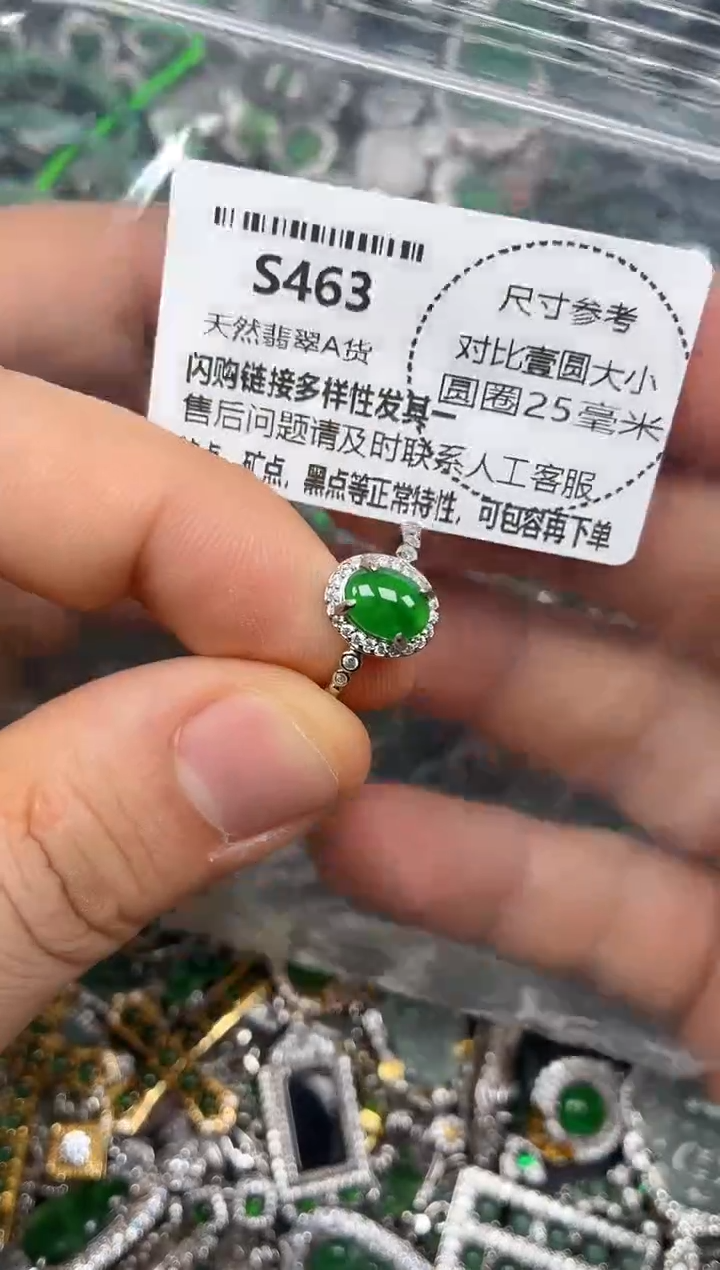 S463
天然翡翠A货
闪购链接多样性发其一
售后问题请及时联系人工客服
矿点，黑点等正常特性，可包容再下单
尺寸参考
对比壹圆大小
圆圈25毫米